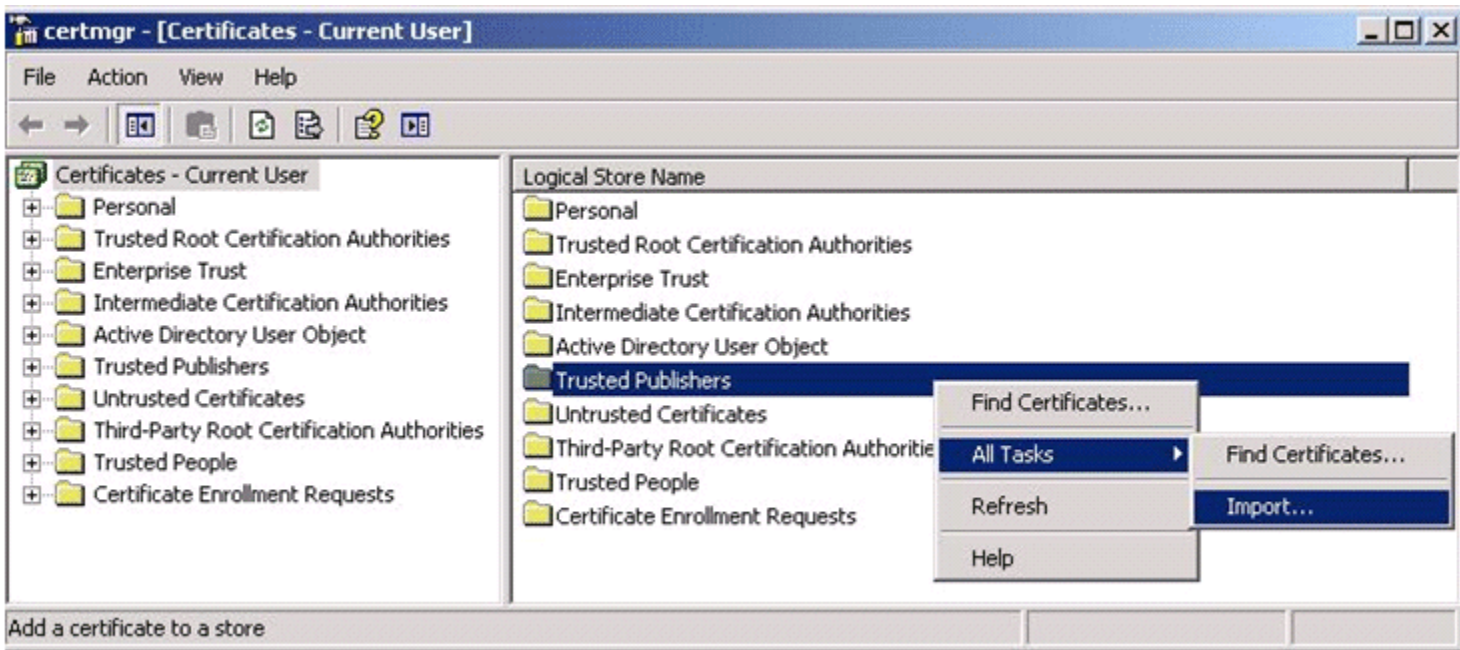 certmgr - [Certificates - Current User]
File Action View Help
Certificates - Current User
Personal
Trusted Root Certification Authorities
Enterprise Trust
Intermediate Certification Authorities
Active Directory User Object
Trusted Publishers
Untrusted Certificates
Third-Party Root Certification Authorities
Trusted People
Certificate Enrollment Requests
Logical Store Name
Personal
Trusted Root Certification Authorities
Enterprise Trust
Intermediate Certification Authorities
Active Directory User Object
Trusted Publishers
Untrusted Certificates
Third-Party Root Certification Authoritie
Trusted People
Certificate Enrollment Requests
Find Certificates...
All Tasks
Refresh
Help
Find Certificates...
Import...
Add a certificate to a store